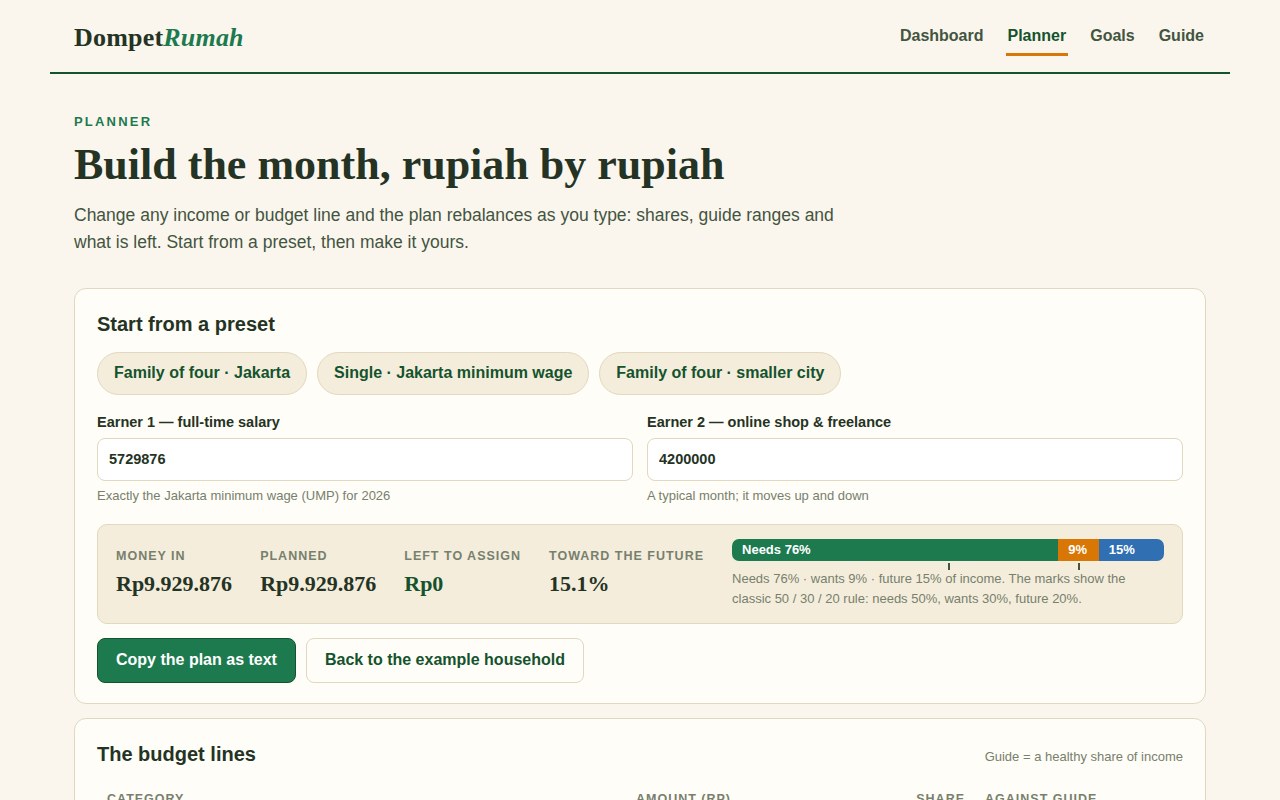 DompetRumah
Dashboard Planner Goals Guide
PLANNER
Build the month, rupiah by rupiah
Change any income or budget line and the plan rebalances as you type: shares, guide ranges and
what is left. Start from a preset, then make it yours.
Start from a preset
Family of four · Jakarta
Single · Jakarta minimum wage
Family of four · smaller city
Earner 1 — full-time salary
5729876
Exactly the Jakarta minimum wage (UMP) for 2026
Earner 2 — online shop & freelance
4200000
A typical month; it moves up and down
MONEY IN
Rp9.929.876
PLANNED
Rp9.929.876
LEFT TO ASSIGN
Rp0
TOWARD THE FUTURE
15.1%
Needs 76% 9% 15%
Needs 76% · wants 9% · future 15% of income. The marks show the
classic 50 / 30 / 20 rule: needs 50%, wants 30%, future 20%.
Copy the plan as text
Back to the example household
The budget lines
Guide = a healthy share of income
CATEGORY AMOUNT (RP) SHARE AGAINST GUIDE